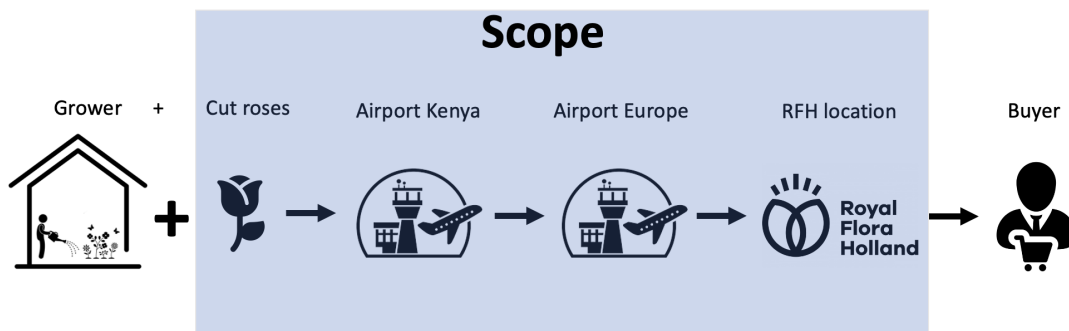 Scope
Grower + Cut roses Airport Kenya Airport Europe RFH location Buyer
+
Royal
Flora
Holland